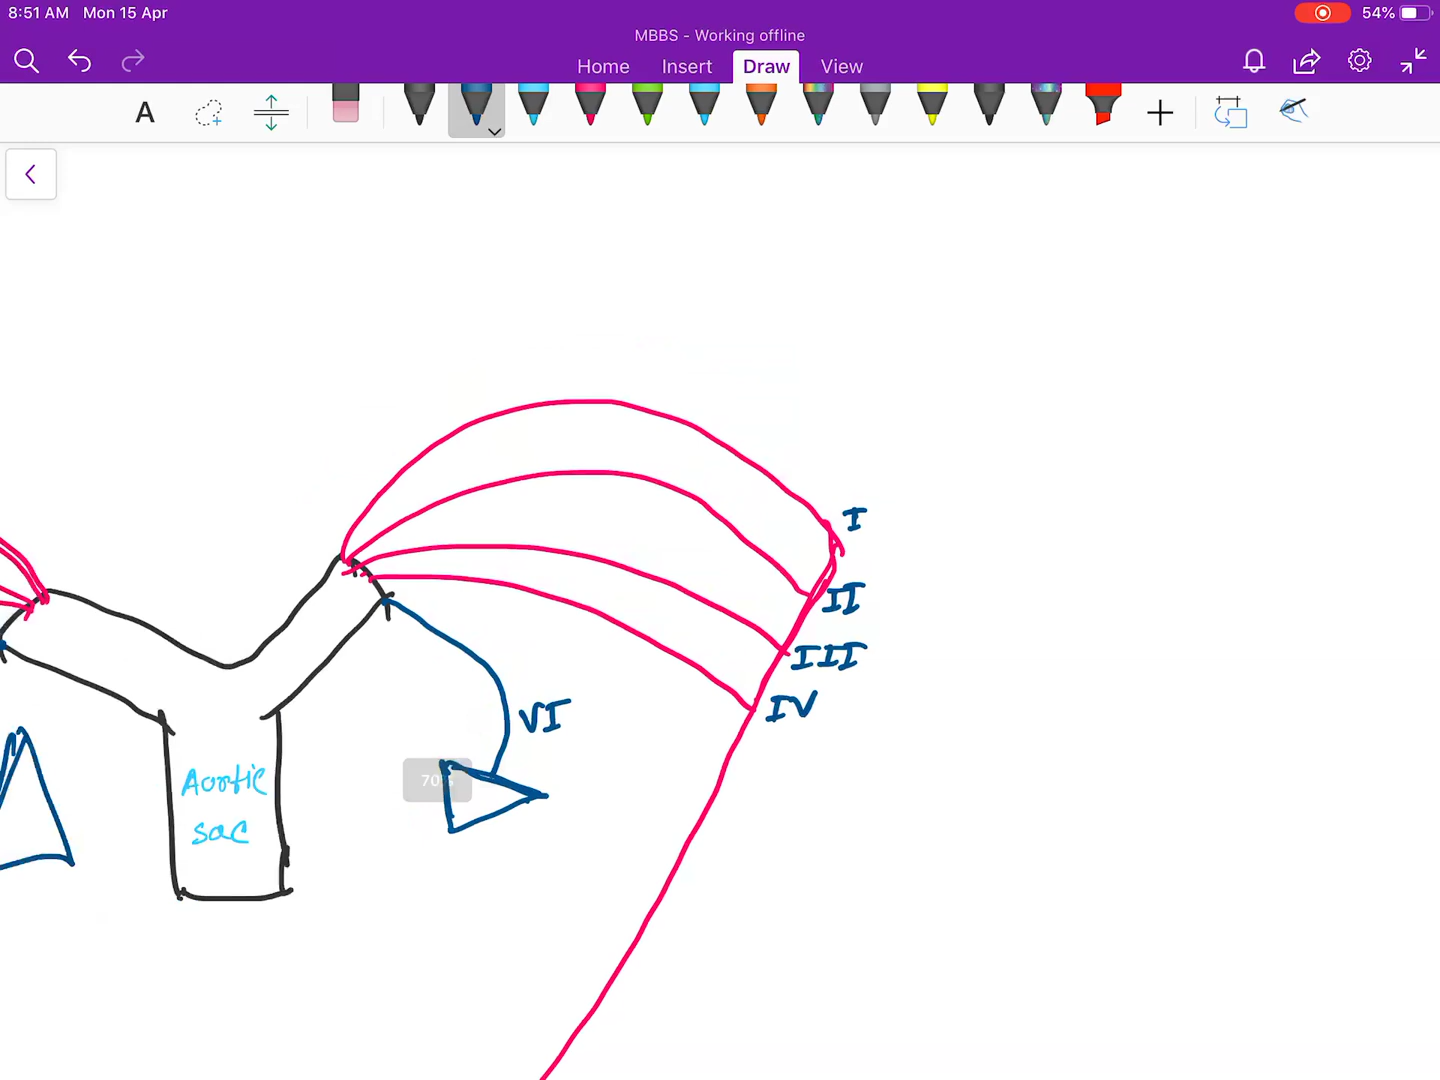 8:51 AM Mon 15 Apr
54%
MBBS - Working offline
Home Insert Draw View
A
I
II
III
IV
VI
70%
Aortic
sac